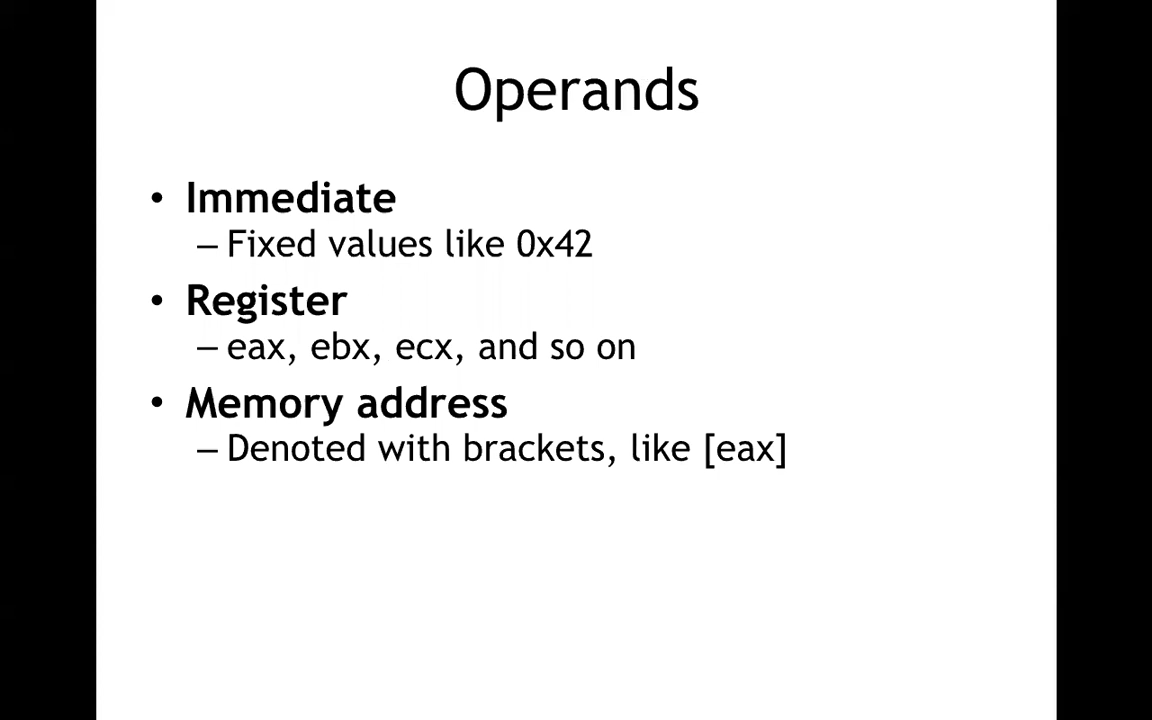 Operands
• Immediate
– Fixed values like 0x42
• Register
– eax, ebx, ecx, and so on
• Memory address
– Denoted with brackets, like [eax]